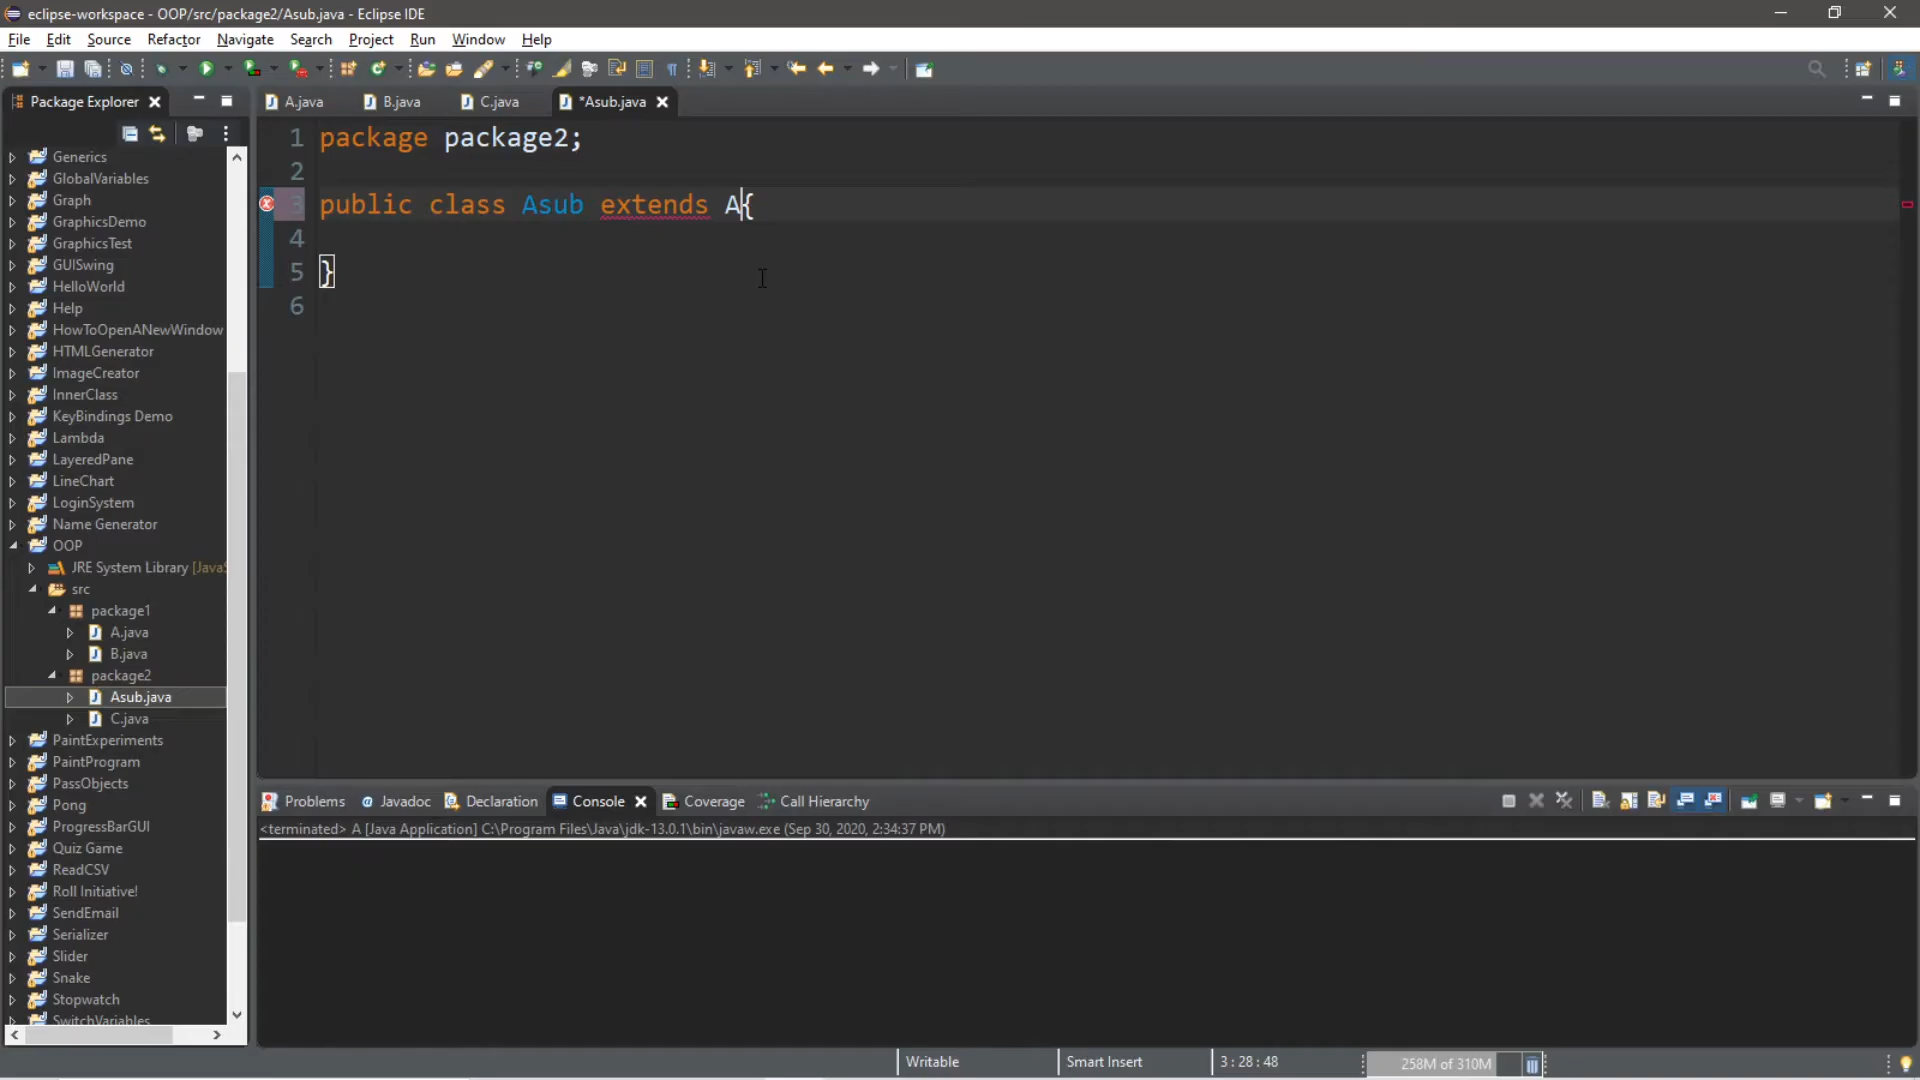 eclipse-workspace - OOP/src/package2/Asub.java - Eclipse IDE
File Edit Source Refactor Navigate Search Project Run Window Help
Package Explorer
A.java B.java C.java *Asub.java
Generics
GlobalVariables
Graph
GraphicsDemo
GraphicsTest
GUISwing
HelloWorld
Help
HowToOpenANewWindow
HTMLGenerator
ImageCreator
InnerClass
KeyBindings Demo
Lambda
LayeredPane
LineChart
LoginSystem
Name Generator
OOP
JRE System Library [JavaS
src
package1
A.java
B.java
package2
Asub.java
C.java
PaintExperiments
PaintProgram
PassObjects
Pong
ProgressBarGUI
Quiz Game
ReadCSV
Roll Initiative!
SendEmail
Serializer
Slider
Snake
Stopwatch
SwitchVariables
1 package package2;
2
3 public class Asub extends A{
4
5 }
6
Problems Javadoc Declaration Console Coverage Call Hierarchy
<terminated> A [Java Application] C:\Program Files\Java\jdk-13.0.1\bin\javaw.exe (Sep 30, 2020, 2:34:37 PM)
Writable Smart Insert 3 : 28 : 48 258M of 310M